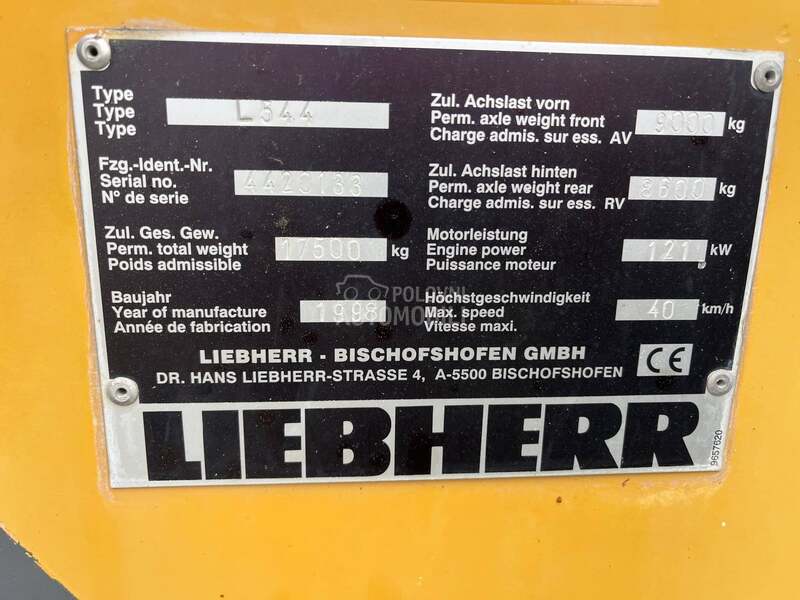 Type
Type L544
Type
Fzg.-Ident.-Nr.
Serial no. 4420133
N° de serie
Zul. Ges. Gew.
Perm. total weight 17500 kg
Poids admissible
Baujahr
Year of manufacture 1998
Année de fabrication
Zul. Achslast vorn
Perm. axle weight front 9000 kg
Charge admis. sur ess. AV
Zul. Achslast hinten
Perm. axle weight rear 8600 kg
Charge admis. sur ess. RV
Motorleistung
Engine power 121 kW
Puissance moteur
Höchstgeschwindigkeit
Max. speed 40 km/h
Vitesse maxi.
POLOVNI
AUTOMOBILI
LIEBHERR - BISCHOFSHOFEN GMBH
DR. HANS LIEBHERR-STRASSE 4, A-5500 BISCHOFSHOFEN
CE
LIEBHERR
9657620